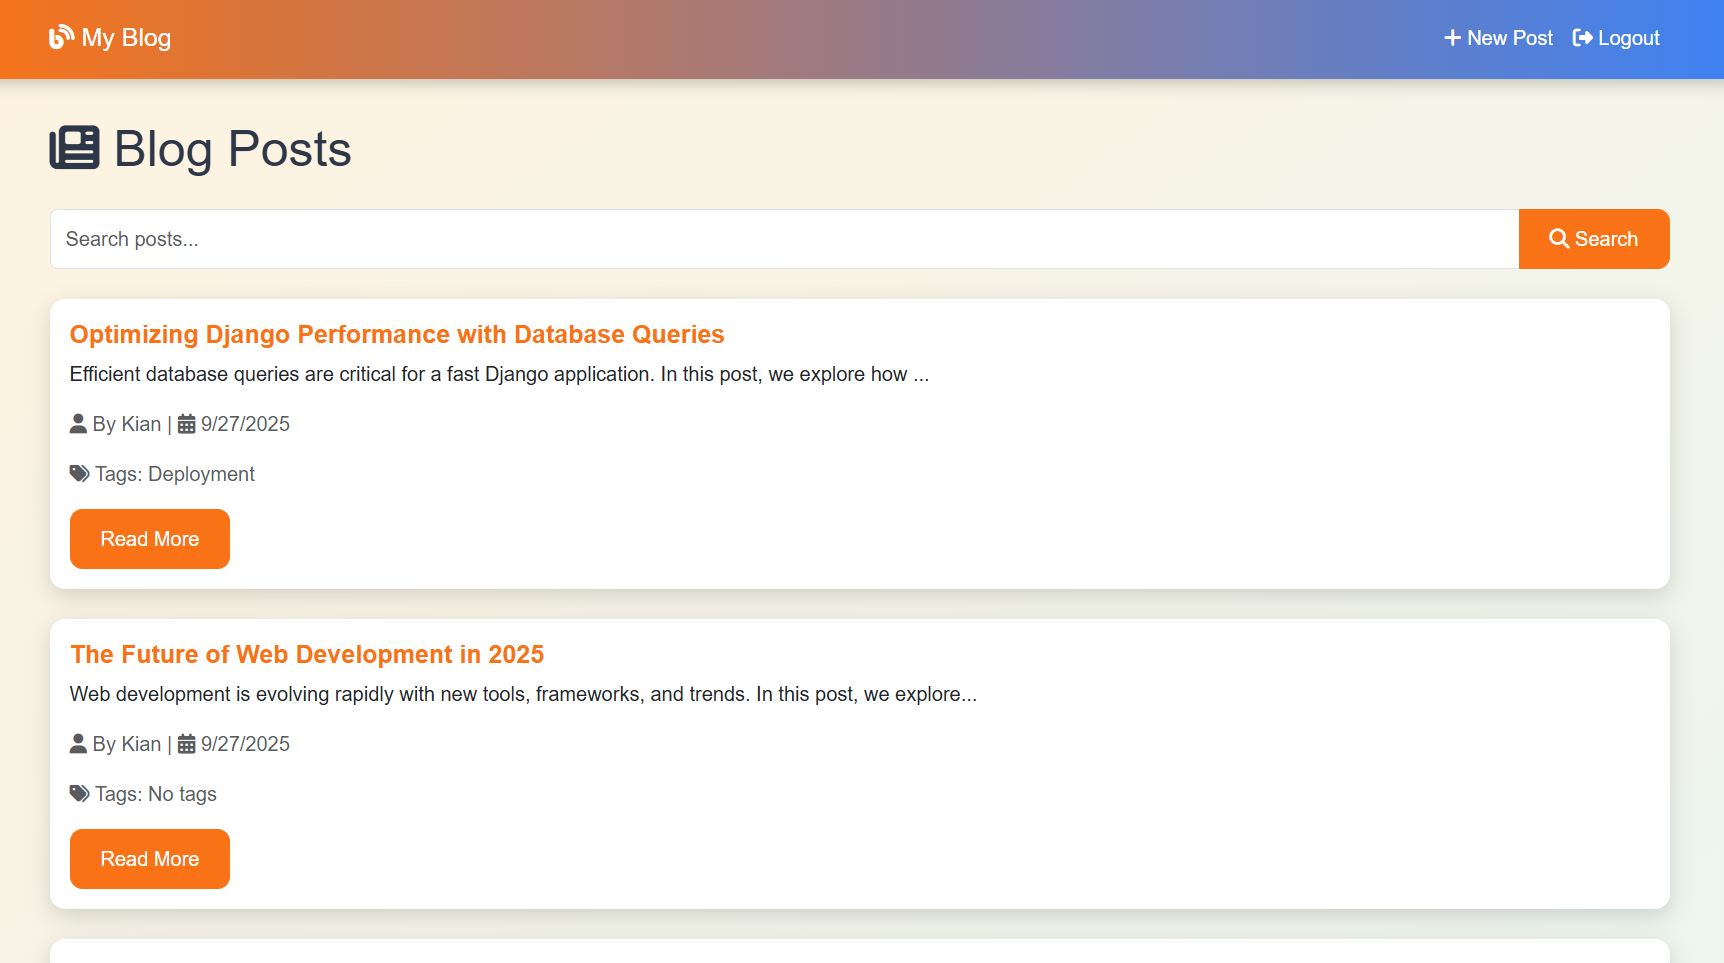 My Blog
New Post
Logout
Blog Posts
Search posts...
Search
Optimizing Django Performance with Database Queries
Efficient database queries are critical for a fast Django application. In this post, we explore how ...
By Kian | 9/27/2025
Tags: Deployment
Read More
The Future of Web Development in 2025
Web development is evolving rapidly with new tools, frameworks, and trends. In this post, we explore...
By Kian | 9/27/2025
Tags: No tags
Read More